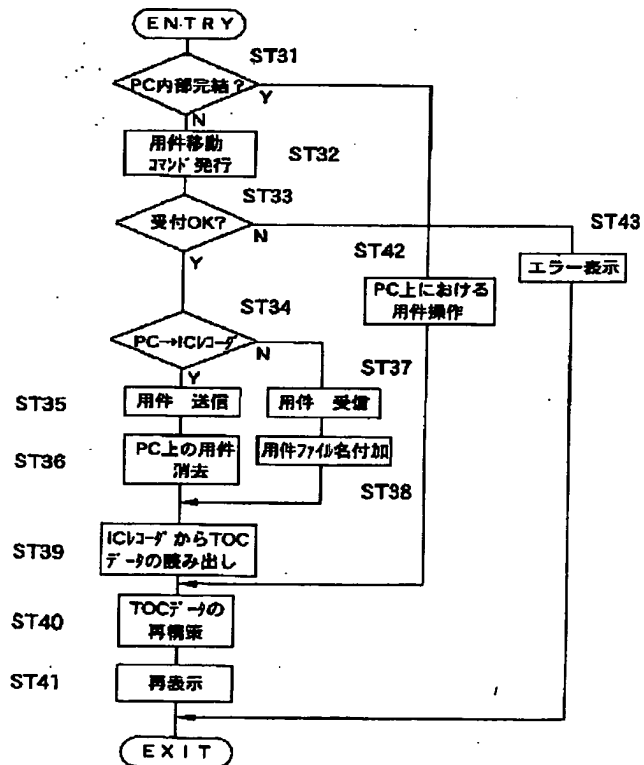 ENTRY
ST31
PC内部完結?
Y
N
用件移動
コマンド発行
ST32
ST33
受付OK?
N
Y
ST43
エラー表示
ST42
PC上における
用件操作
ST34
PC→ICレコーダ
N
Y
ST37
ST35
用件 送信
用件 受信
ST36
PC上の用件
消去
用件ファイル名付加
ST38
ST39
ICレコーダからTOC
データの読み出し
ST40
TOCデータの
再構策
ST41
再表示
EXIT